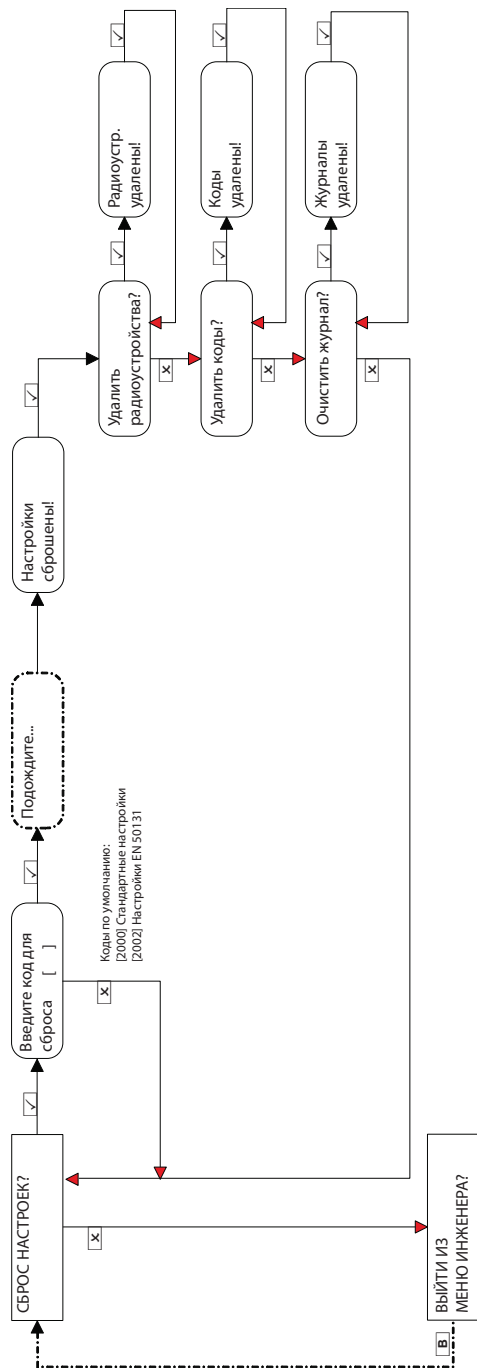 СБРОС НАСТРОЕК?
✓
Введите код для
сброса [ ]
✓
Подождите...
Настройки
сброшены!
✓
x
Коды по умолчанию:
[2000] Стандартные настройки
[2002] Настройки EN 50131
Удалить
радиоустройства?
✓
Радиоустр.
удалены!
✓
x
Удалить коды?
✓
Коды
удалены!
✓
x
Очистить журнал?
✓
Журналы
удалены!
✓
x
x
B
ВЫЙТИ ИЗ
МЕНЮ ИНЖЕНЕРА?